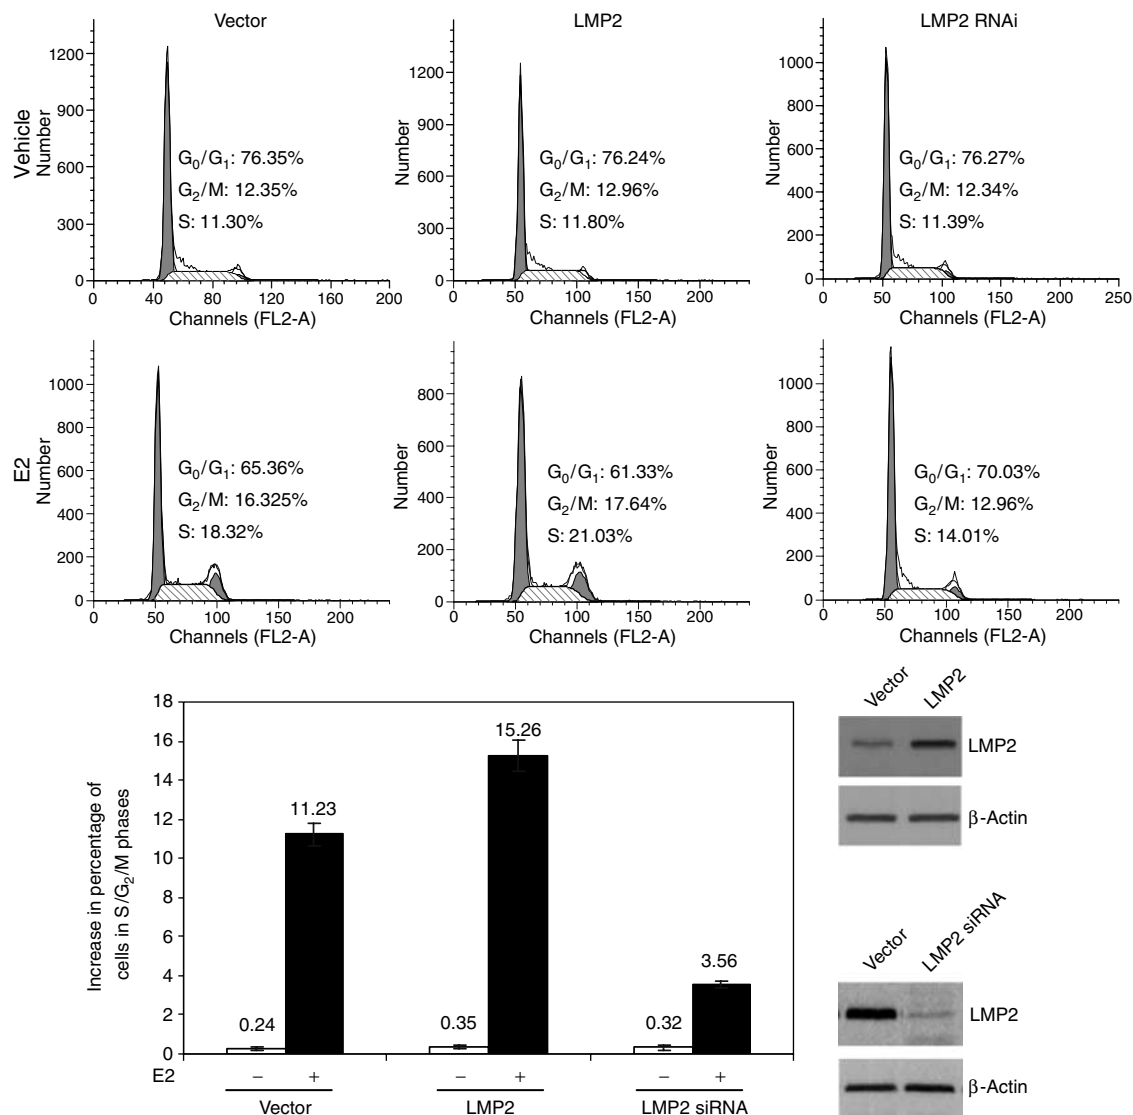 Vector
LMP2
LMP2 RNAi
Vehicle
Number
1200
900
600
300
0
G0/G1: 76.35%
G2/M: 12.35%
S: 11.30%
0 40 80 120 160 200
Channels (FL2-A)
Number
1200
900
600
300
0
G0/G1: 76.24%
G2/M: 12.96%
S: 11.80%
0 50 100 150 200
Channels (FL2-A)
Number
1000
800
600
400
200
0
G0/G1: 76.27%
G2/M: 12.34%
S: 11.39%
0 50 100 150 200 250
Channels (FL2-A)
E2
Number
1000
800
600
400
200
0
G0/G1: 65.36%
G2/M: 16.325%
S: 18.32%
0 50 100 150 200
Channels (FL2-A)
Number
800
600
400
200
0
G0/G1: 61.33%
G2/M: 17.64%
S: 21.03%
0 50 100 150 200
Channels (FL2-A)
Number
1000
800
600
400
200
0
G0/G1: 70.03%
G2/M: 12.96%
S: 14.01%
0 50 100 150 200
Channels (FL2-A)
Increase in percentage of
cells in S/G2/M phases
18
16
14
12
10
8
6
4
2
0
0.24
11.23
0.35
15.26
0.32
3.56
E2 – + – + – +
Vector LMP2 LMP2 siRNA
Vector LMP2
LMP2
β-Actin
Vector LMP2 siRNA
LMP2
β-Actin